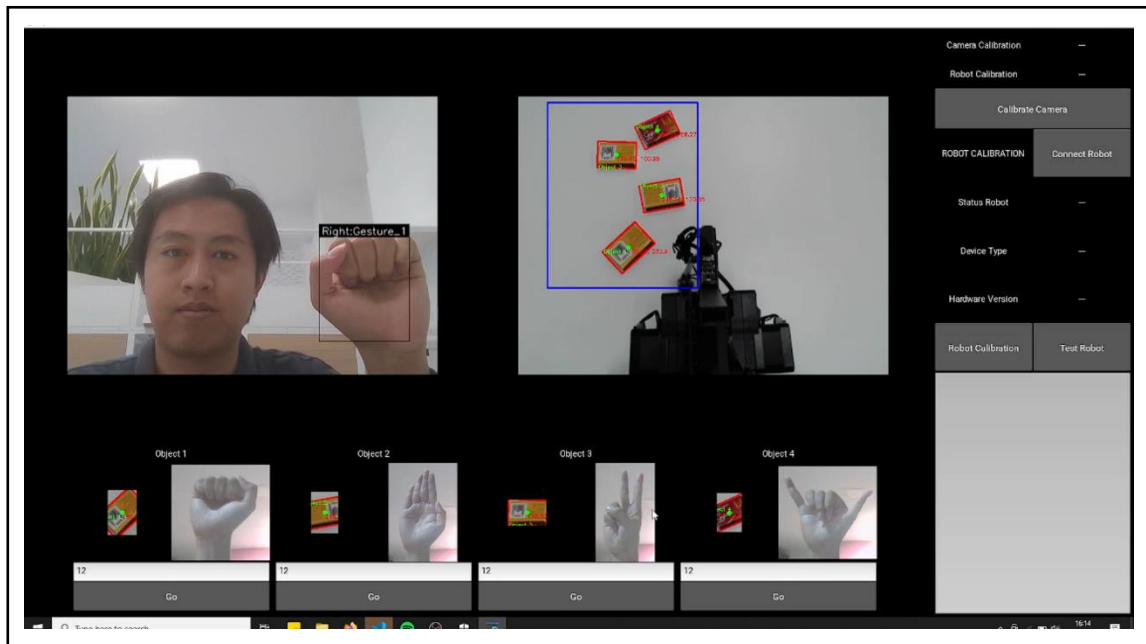 Camera Calibration —
Robot Calibration —
Calibrate Camera
ROBOT CALIBRATION Connect Robot
Status Robot —
Device Type —
Hardware Version —
Robot Calibration Test Robot
Right:Gesture_1
Object 1 Object 2 Object 3 Object 4
12 12 12 12
Go Go Go Go
Type here to search
16:14